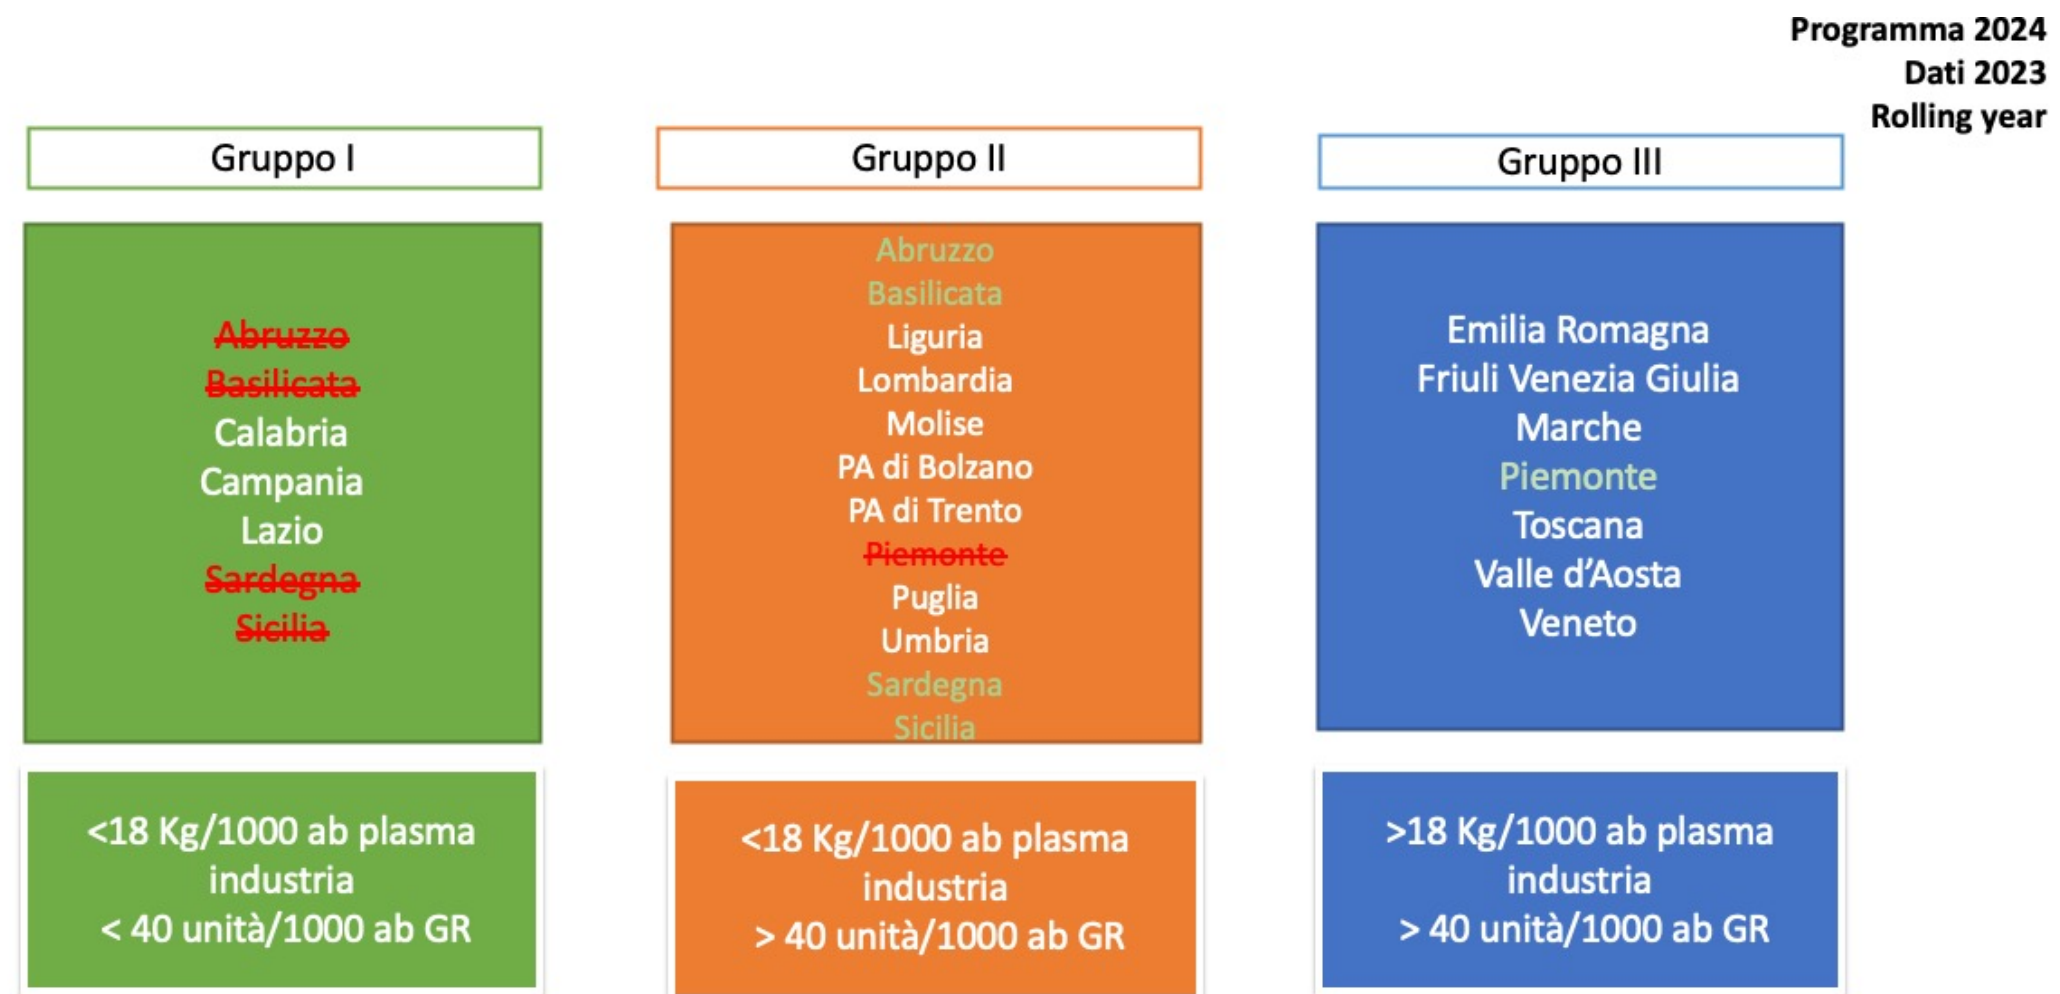 Programma 2024
Dati 2023
Rolling year
Gruppo I
Abruzzo
Basilicata
Calabria
Campania
Lazio
Sardegna
Sicilia
<18 Kg/1000 ab plasma
industria
< 40 unità/1000 ab GR
Gruppo II
Abruzzo
Basilicata
Liguria
Lombardia
Molise
PA di Bolzano
PA di Trento
Piemonte
Puglia
Umbria
Sardegna
Sicilia
<18 Kg/1000 ab plasma
industria
> 40 unità/1000 ab GR
Gruppo III
Emilia Romagna
Friuli Venezia Giulia
Marche
Piemonte
Toscana
Valle d’Aosta
Veneto
>18 Kg/1000 ab plasma
industria
> 40 unità/1000 ab GR